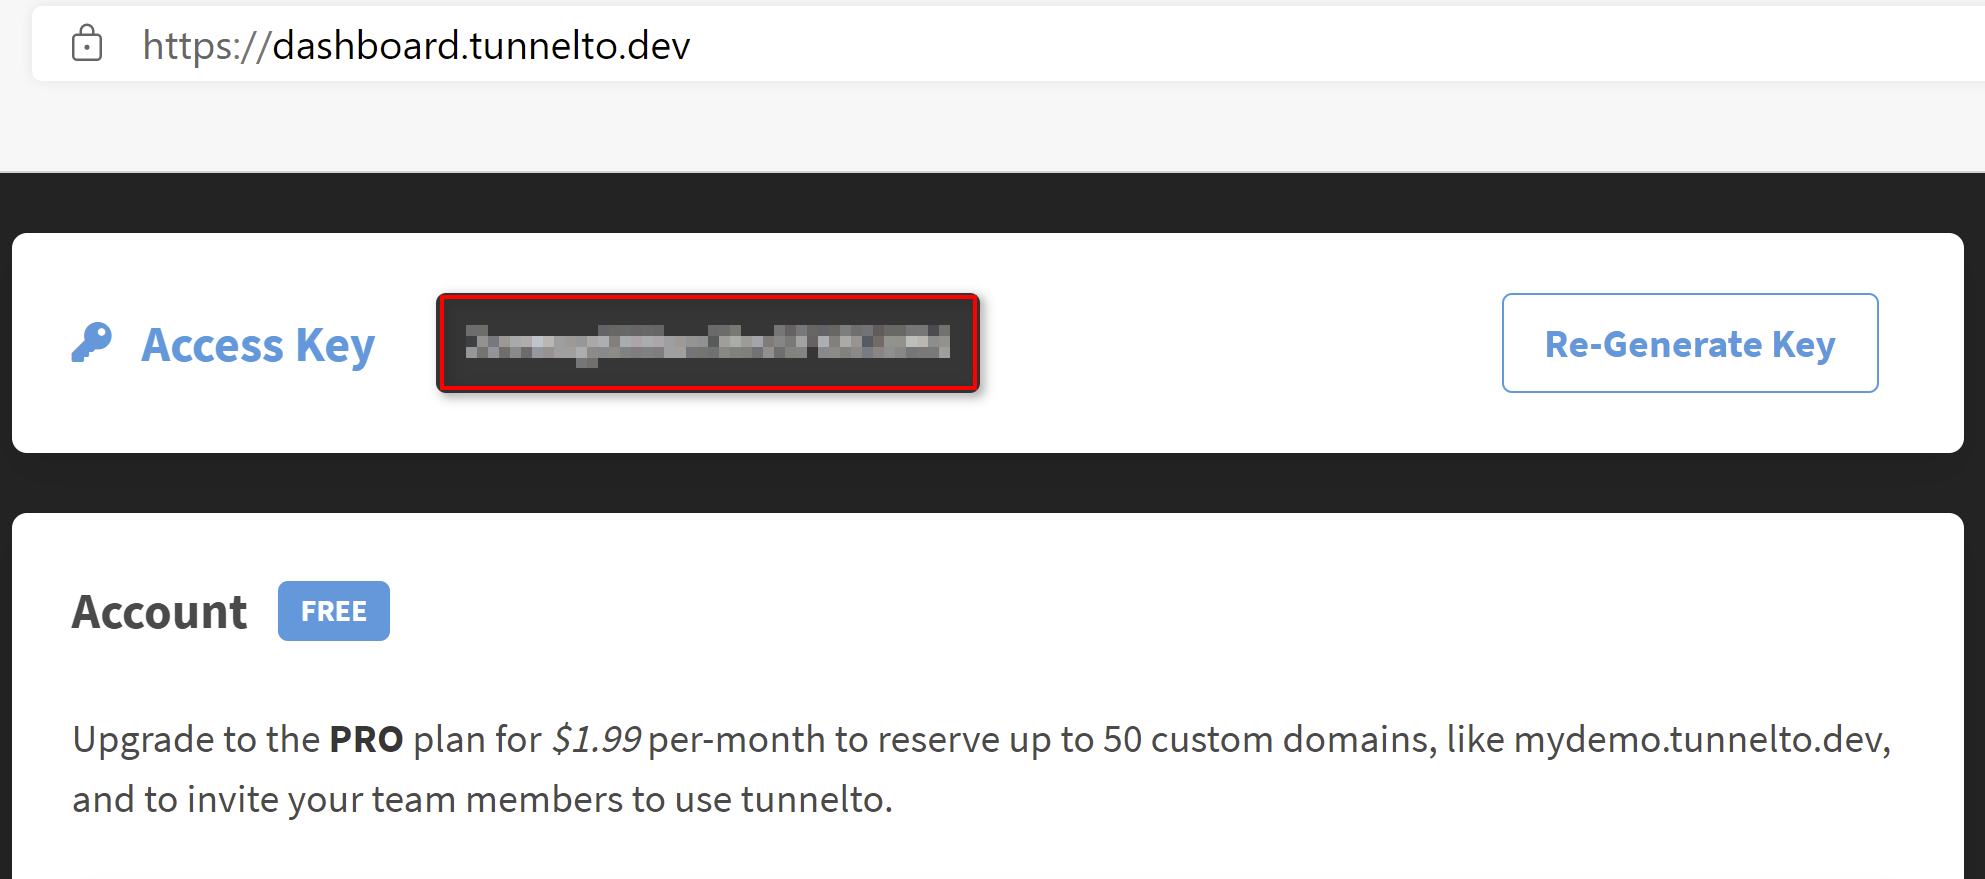 https://dashboard.tunnelto.dev
Access Key
Re-Generate Key
Account FREE
Upgrade to the PRO plan for $1.99 per-month to reserve up to 50 custom domains, like mydemo.tunnelto.dev,
and to invite your team members to use tunnelto.